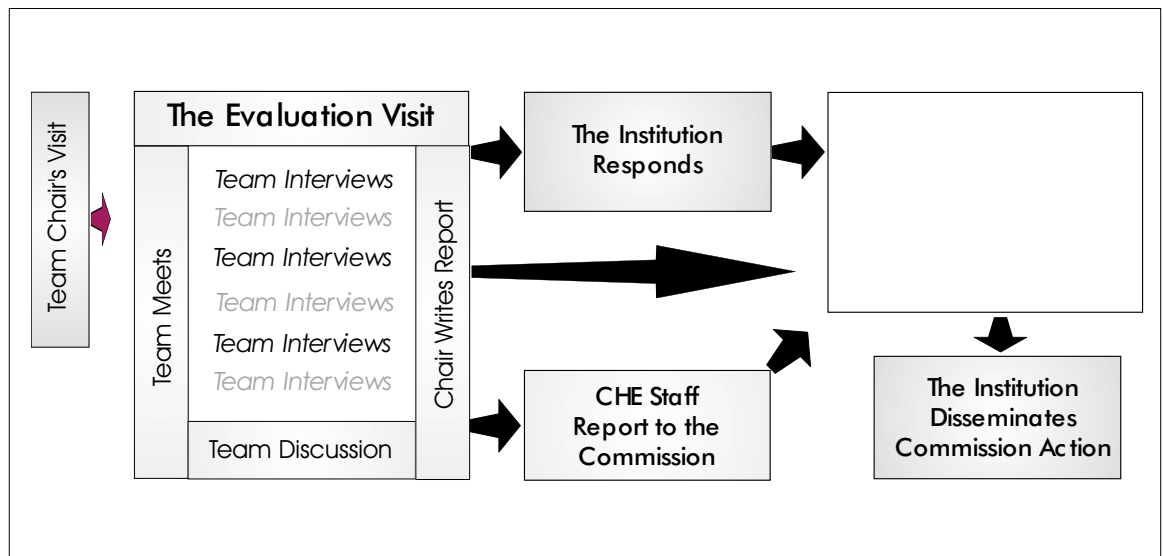 Team Chair's Visit
The Evaluation Visit
Team Meets
Team Interviews
Team Interviews
Team Interviews
Team Interviews
Team Interviews
Team Interviews
Team Discussion
Chair Writes Report
The Institution
Responds
CHE Staff
Report to the
Commission
The Institution
Disseminates
Commission Action